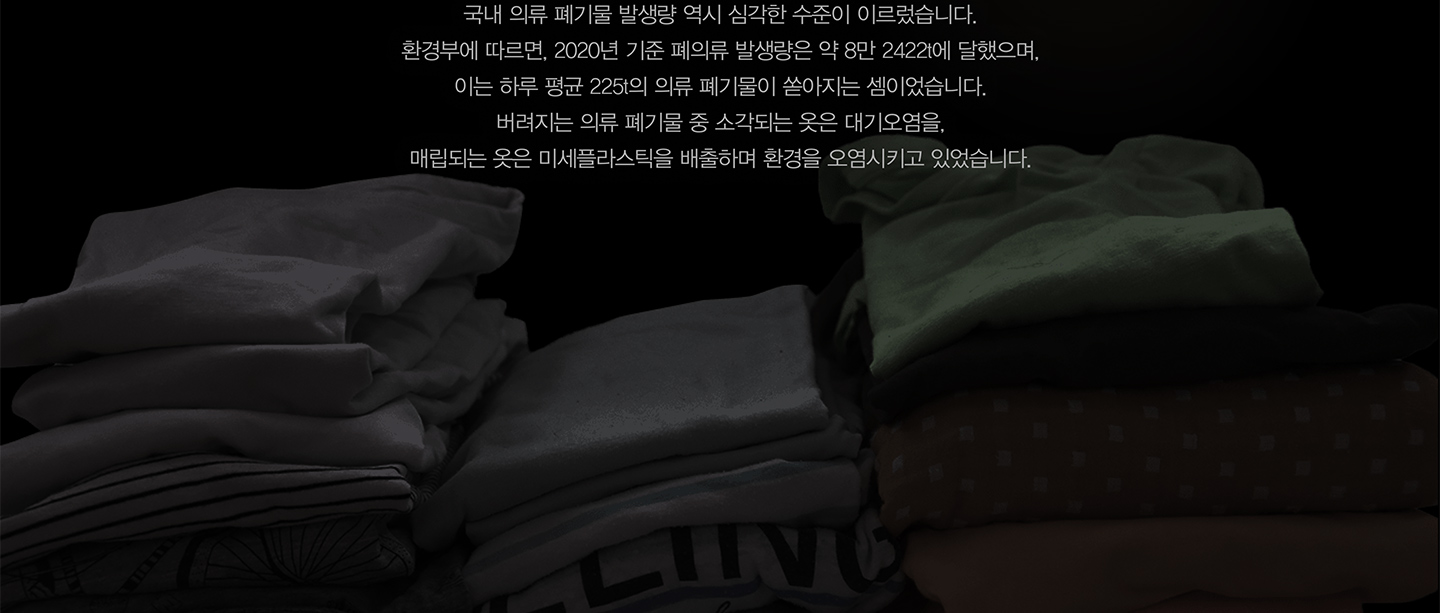 국내 의류 폐기물 발생량 역시 심각한 수준이 이르렀습니다.
환경부에 따르면, 2020년 기준 폐의류 발생량은 약 8만 2422t에 달했으며,
이는 하루 평균 225t의 의류 폐기물이 쏟아지는 셈이었습니다.
버려지는 의류 폐기물 중 소각되는 옷은 대기오염을,
매립되는 옷은 미세플라스틱을 배출하며 환경을 오염시키고 있었습니다.